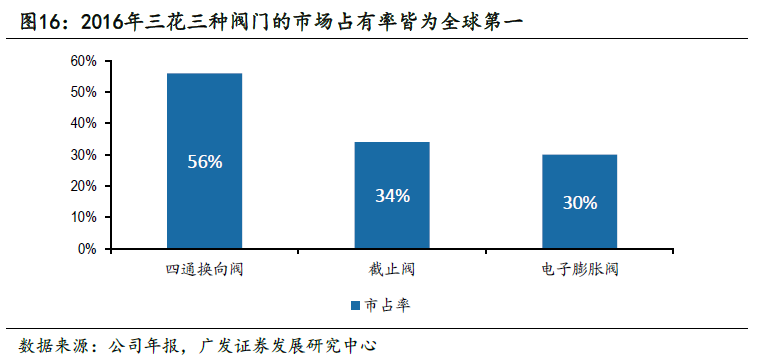 图16：2016年三花三种阀门的市场占有率皆为全球第一
60%
50%
40%
30%
20%
10%
0%
56%
34%
30%
四通换向阀
截止阀
电子膨胀阀
市占率
数据来源：公司年报，广发证券发展研究中心